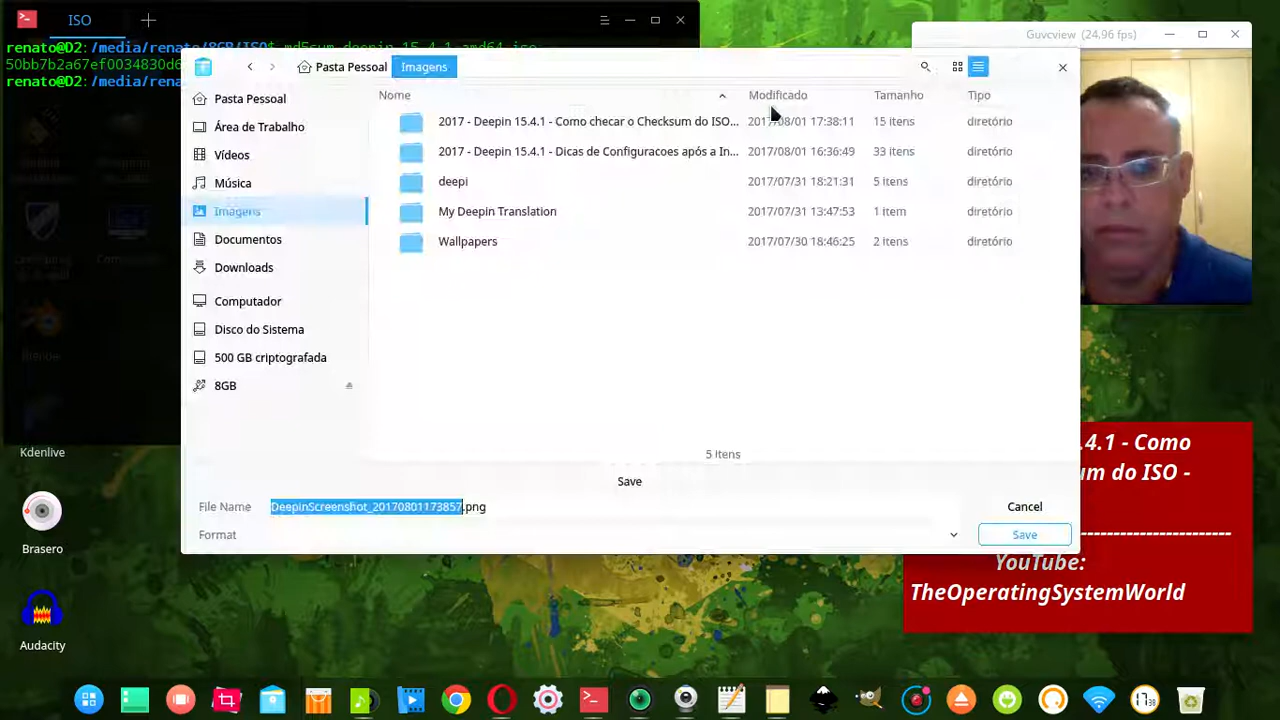 ISO
Guvcview (24.96 fps)
renato@D2:/media/renato/8GB/ISO$ md5sum deepin-15.4.1-amd64.iso
50bb7b2a67ef0034830d6
renato@D2:/media/rena
Pasta Pessoal
Imagens
Pasta Pessoal
Área de Trabalho
Vídeos
Música
Imagens
Documentos
Downloads
Computador
Disco do Sistema
500 GB criptografada
8GB
Nome Modificado Tamanho Tipo
2017 - Deepin 15.4.1 - Como checar o Checksum do ISO... 2017/08/01 17:38:11 15 itens diretório
2017 - Deepin 15.4.1 - Dicas de Configuracoes após a In... 2017/08/01 16:36:49 33 itens diretório
deepi 2017/07/31 18:21:31 5 itens diretório
My Deepin Translation 2017/07/31 13:47:53 1 item diretório
Wallpapers 2017/07/30 18:46:25 2 itens diretório
5 itens
Save
File Name DeepinScreenshot_20170801173857.png Cancel
Format Save
Blender
Kdenlive
Brasero
Audacity
.4.1 - Como
m do ISO -
------------------------------
YouTube:
TheOperatingSystemWorld
17 38